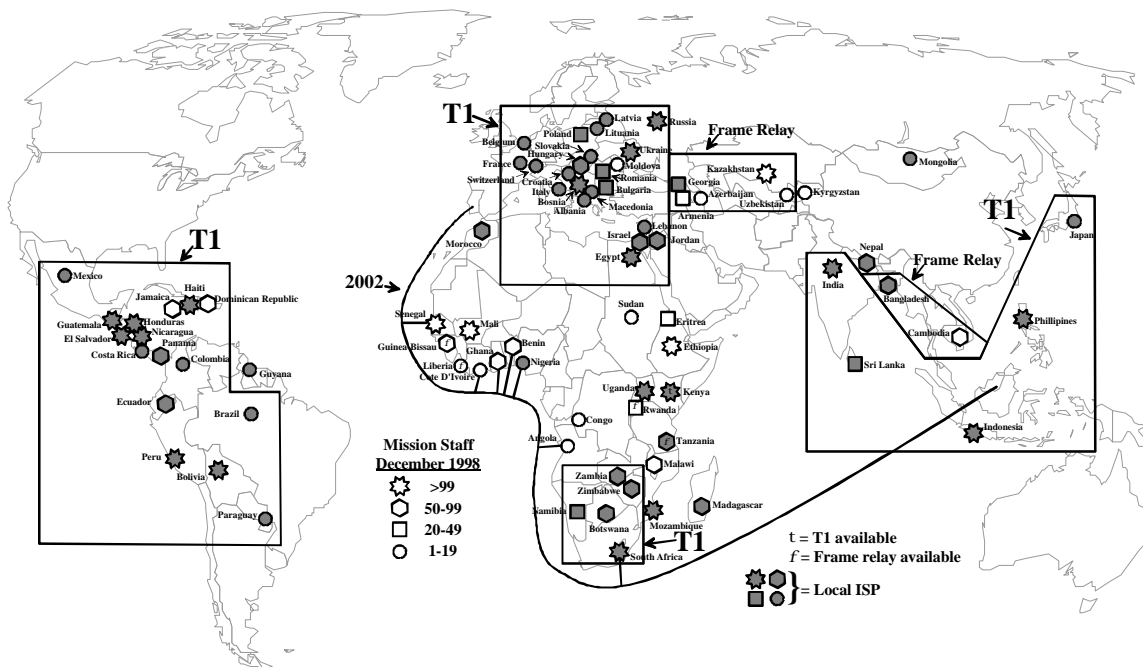 T1
Mexico
Jamaica
Haiti
Dominican Republic
Guatemala
Honduras
El Salvador
Nicaragua
Costa Rica
Panama
Colombia
Guyana
Ecuador
Brazil
Peru
Bolivia
Paraguay
T1
Latvia
Lituania
Russia
Poland
Belgium
Slovakia
Hungary
Ukraine
France
Moldova
Switzerland
Croatia
Romania
Italy
Bulgaria
Bosnia
Albania
Macedonia
Lebanon
Israel
Jordan
Egypt
Morocco
Frame Relay
Kazakhstan
Georgia
Azerbaijan
Uzbekistan
Kyrgyzstan
Armenia
Mongolia
T1
Japan
Nepal
Frame Relay
India
Bangladesh
Cambodia
Phillipines
Sri Lanka
Indonesia
2002
Senegal
Mali
Guinea Bissau
f
Ghana
Benin
Liberia
f
Cote D'Ivoire
Nigeria
Sudan
Eritrea
Ethiopia
Uganda
t
Kenya
f
Rwanda
Congo
Angola
f
Tanzania
Malawi
Zambia
Zimbabwe
Namibia
Botswana
Mozambique
Madagascar
South Africa
T1
Mission Staff
December 1998
>99
50-99
20-49
1-19
t = T1 available
f = Frame relay available
}= Local ISP